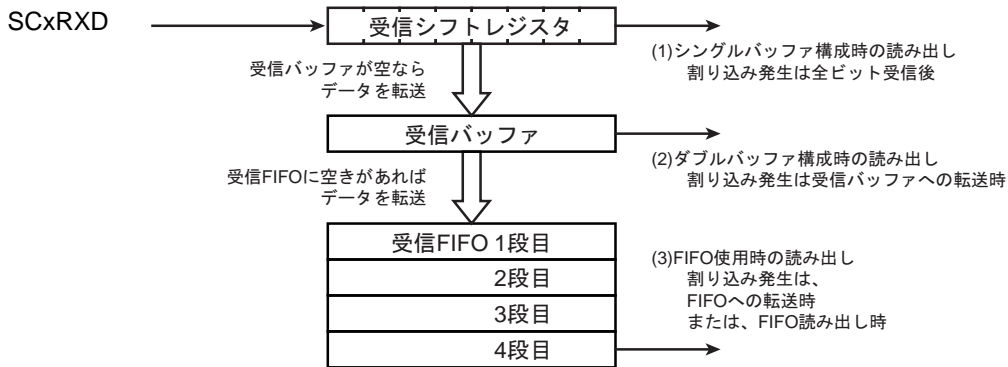 SCxRXD
受信シフトレジスタ
(1)シングルバッファ構成時の読み出し
割り込み発生は全ビット受信後
受信バッファが空なら
データを転送
受信バッファ
(2)ダブルバッファ構成時の読み出し
割り込み発生は受信バッファへの転送時
受信FIFOに空きがあれば
データを転送
受信FIFO 1段目
2段目
3段目
4段目
(3)FIFO使用時の読み出し
割り込み発生は、
FIFOへの転送時
または、FIFO読み出し時